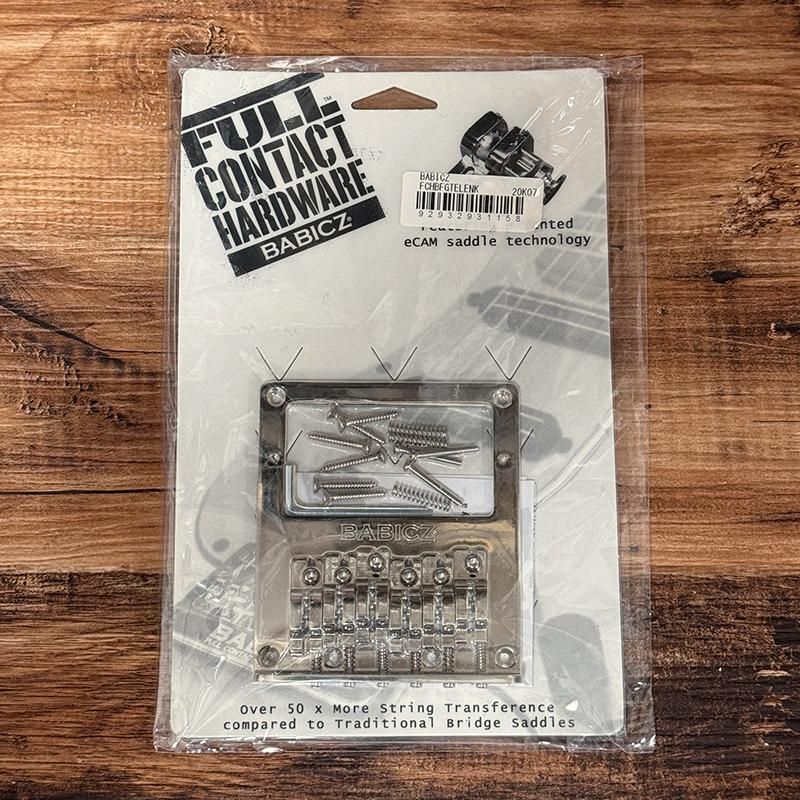 FULL™
CONTACT
HARDWARE
BABICZ
BABICZ
FCHBFGTELENK 20K07
92932931158
eCAM saddle technology
BABICZ
Over 50 x More String Transference
compared to Traditional Bridge Saddles